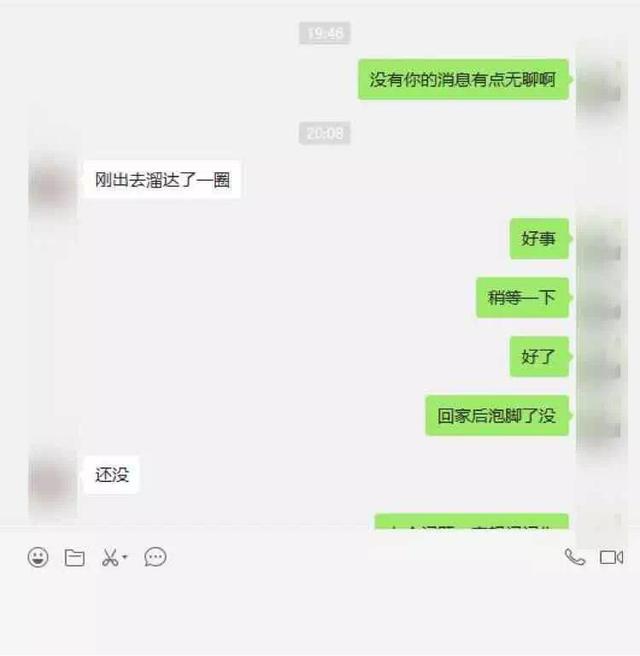 19:46
没有你的消息有点无聊啊
20:08
刚出去溜达了一圈
好事
稍等一下
好了
回家后泡脚了没
还没